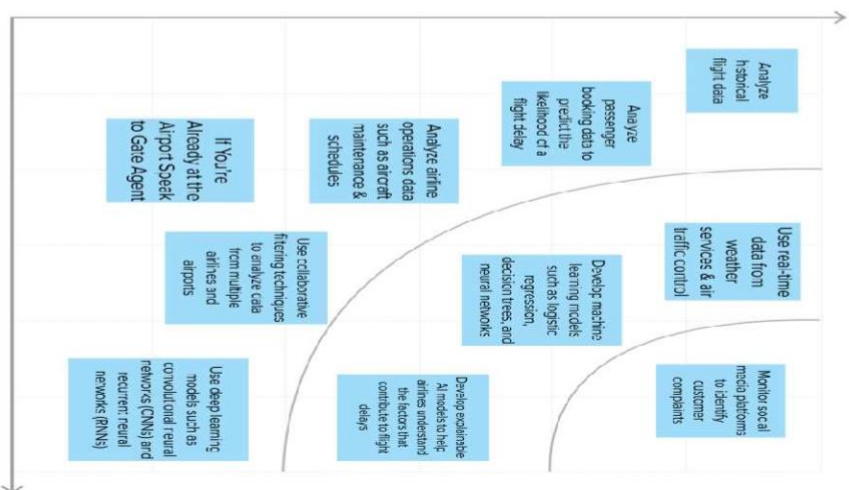 Analyze
historical
flight data
Use real-time
data from
weather
services & air
traffic control
Monitor social
media platforms
to identify
customer
complaints
Analyze
passenger
booking data to
predict the
likelihood of a
flight delay
Develop machine
learning models
such as logistic
regression,
decision trees, and
neural networks
Analyze airline
operations data
such as aircraft
maintenance &
schedules
Develop explainable
AI models to help
airlines understand
the factors that
contribute to flight
delays
If You're
Already at the
Airport Speak
to Gate Agent
Use collaborative
filtering techniques
to analyze data
from multiple
airlines and
airports
Use deep learning
models such as
convolutional neural
networks (CNNs) and
recurrent neural
networks (RNNs)